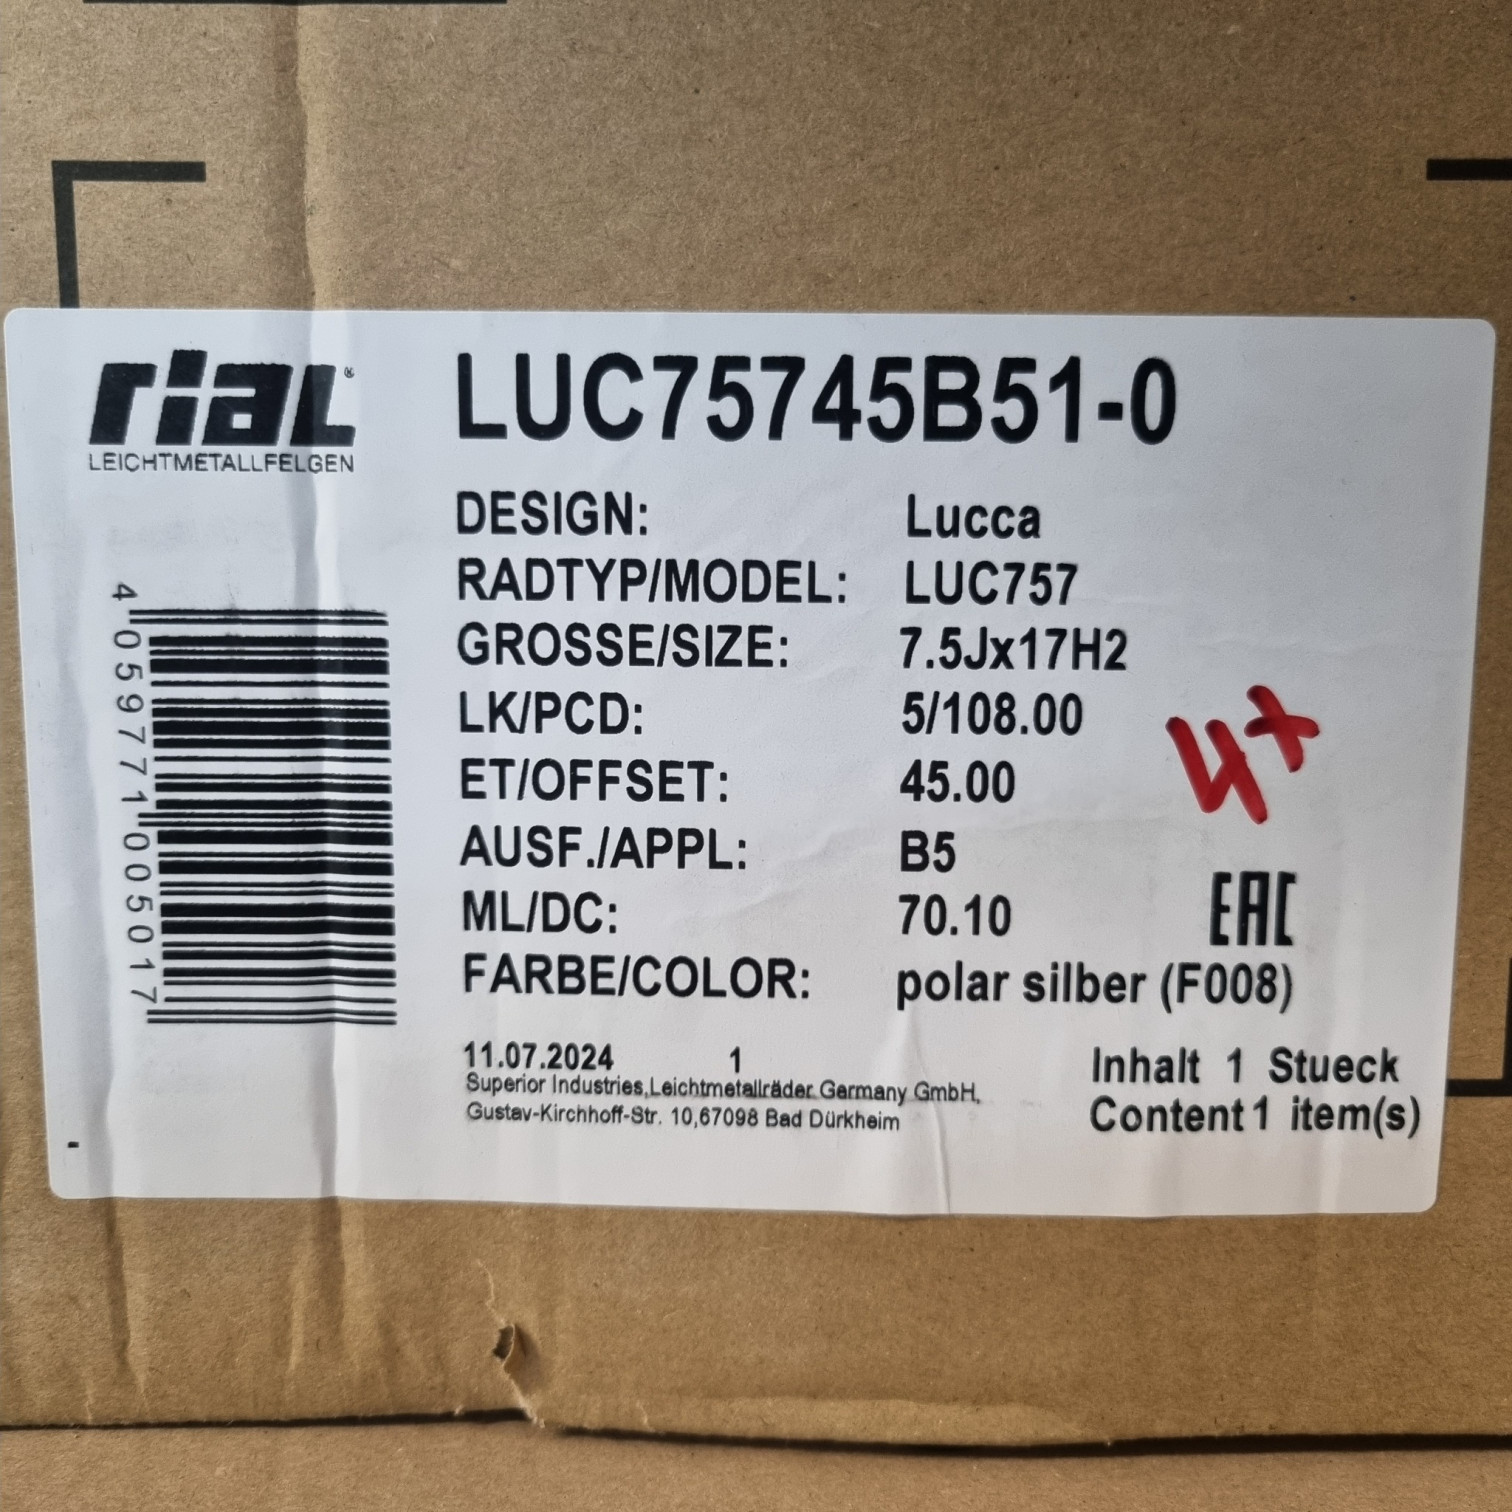 rial®
LEICHTMETALLFELGEN
LUC75745B51-0
DESIGN: Lucca
RADTYP/MODEL: LUC757
GROSSE/SIZE: 7.5Jx17H2
LK/PCD: 5/108.00
ET/OFFSET: 45.00
AUSF./APPL: B5
ML/DC: 70.10
FARBE/COLOR: polar silber (F008)
4x
EAC
4 059771 005017
11.07.2024 1
Superior Industries,Leichtmetallräder Germany GmbH,
Gustav-Kirchhoff-Str. 10,67098 Bad Dürkheim
Inhalt 1 Stueck
Content 1 item(s)